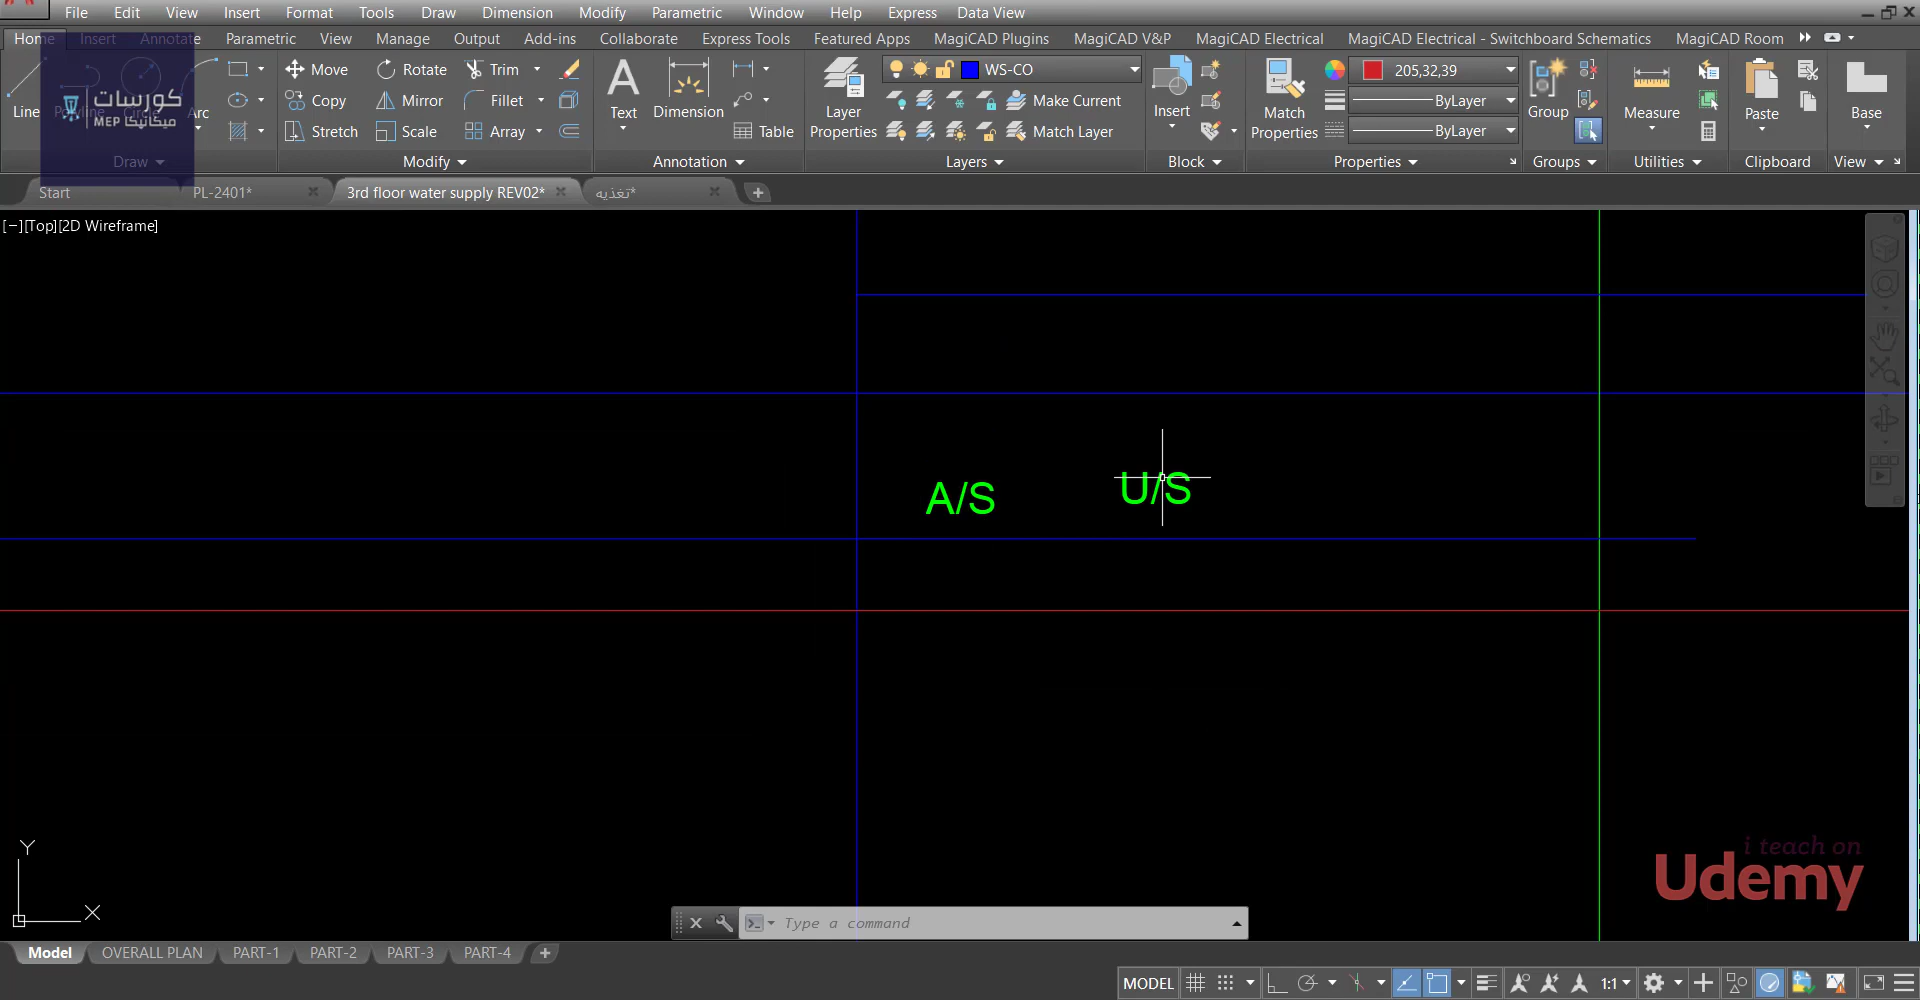 File Edit View Insert Format Tools Draw Dimension Modify Parametric Window Help Express Data View
Home Insert Annotate Parametric View Manage Output Add-ins Collaborate Express Tools Featured Apps MagiCAD Plugins MagiCAD V&P MagiCAD Electrical MagiCAD Electrical - Switchboard Schematics MagiCAD Room
Move Rotate Trim WS-CO 205,32,39
Line Polyline Circle Arc Copy Mirror Fillet Text Dimension Layer Properties Make Current Insert Match Properties ByLayer Group Measure Paste Base
كورسات
MEP ميكانيكا
Stretch Scale Array Table Match Layer ByLayer
Draw Modify Annotation Layers Block Properties Groups Utilities Clipboard View
Start PL-2401* 3rd floor water supply REV02* تغذيه*
[−][Top][2D Wireframe]
A/S U/S
Y
X
i teach on
Udemy
Type a command
Model OVERALL PLAN PART-1 PART-2 PART-3 PART-4
MODEL 1:1